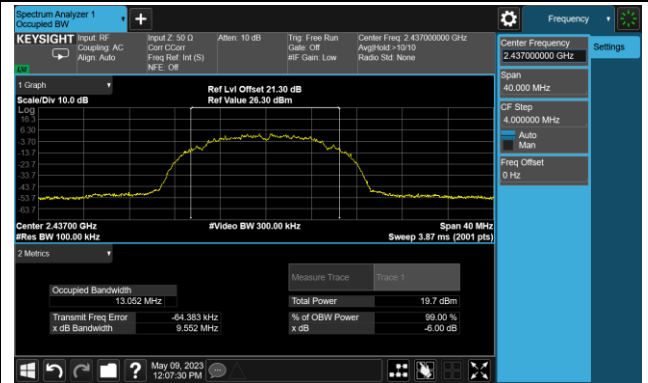 Spectrum Analyzer 1
Occupied BW
Frequency
KEYSIGHT
Input: RF
Coupling: AC
Align: Auto
Input Z: 50 Ω
Corr CCorr
Freq Ref: Int (S)
NFE: Off
Atten: 10 dB
Trig: Free Run
Gate: Off
#IF Gain: Low
Center Freq: 2.437000000 GHz
Avg|Hold:>10/10
Radio Std: None
LXI
Center Frequency
2.437000000 GHz
Settings
Span
40.000 MHz
CF Step
4.000000 MHz
Auto
Man
Freq Offset
0 Hz
1 Graph
Scale/Div 10.0 dB
Ref Lvl Offset 21.30 dB
Ref Value 26.30 dBm
Log
16.3
6.30
-3.70
-13.7
-23.7
-33.7
-43.7
-53.7
-63.7
Center 2.43700 GHz
#Res BW 100.00 kHz
#Video BW 300.00 kHz
Span 40 MHz
Sweep 3.87 ms (2001 pts)
2 Metrics
Measure Trace
Trace 1
Occupied Bandwidth
13.052 MHz
Total Power 19.7 dBm
Transmit Freq Error -64.383 kHz
% of OBW Power 99.00 %
x dB Bandwidth 9.552 MHz
x dB -6.00 dB
May 09, 2023
12:07:30 PM